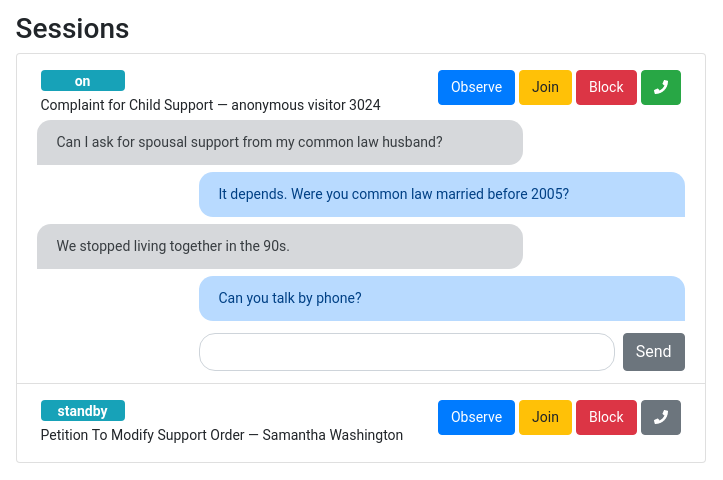 Sessions
on
Observe
Join
Block
Complaint for Child Support — anonymous visitor 3024
Can I ask for spousal support from my common law husband?
It depends. Were you common law married before 2005?
We stopped living together in the 90s.
Can you talk by phone?
Send
standby
Observe
Join
Block
Petition To Modify Support Order — Samantha Washington